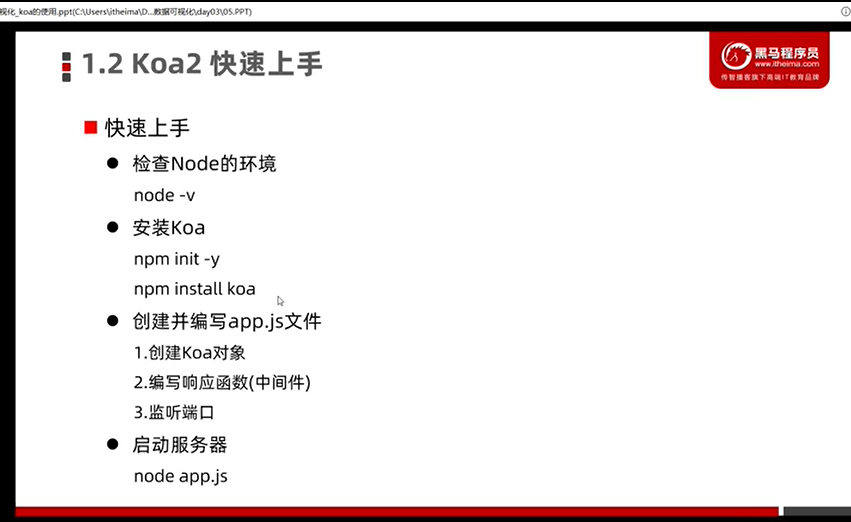 视化_koa的使用.ppt(C:\Users\itheima\D...数据可视化\day03\05.PPT)
1.2 Koa2 快速上手
黑马程序员
www.itheima.com
传智播客旗下高端IT教育品牌
快速上手
检查Node的环境
node -v
安装Koa
npm init -y
npm install koa
创建并编写app.js文件
1.创建Koa对象
2.编写响应函数(中间件)
3.监听端口
启动服务器
node app.js